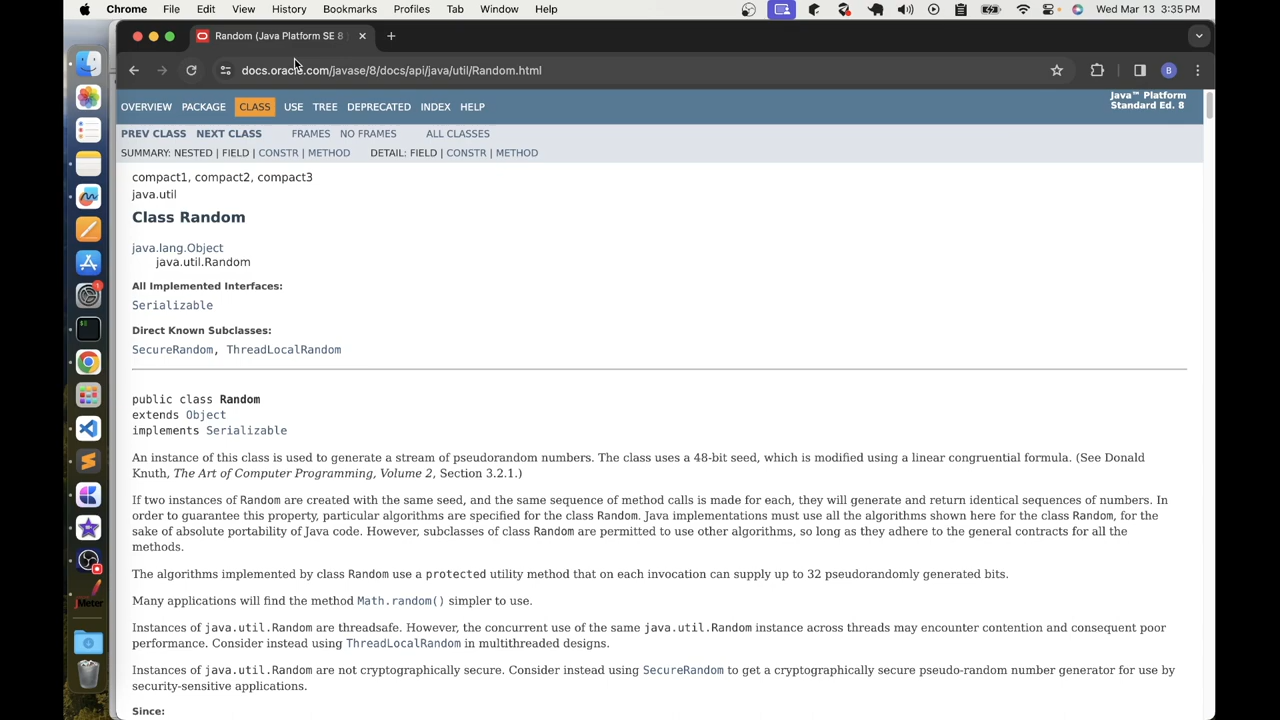 Chrome File Edit View History Bookmarks Profiles Tab Window Help Wed Mar 13 3:35 PM
Random (Java Platform SE 8
docs.oracle.com/javase/8/docs/api/java/util/Random.html B
OVERVIEW PACKAGE CLASS USE TREE DEPRECATED INDEX HELP
Java™ Platform
Standard Ed. 8
PREV CLASS NEXT CLASS FRAMES NO FRAMES ALL CLASSES
SUMMARY: NESTED | FIELD | CONSTR | METHOD DETAIL: FIELD | CONSTR | METHOD
compact1, compact2, compact3
java.util
Class Random
java.lang.Object
java.util.Random
All Implemented Interfaces:
Serializable
Direct Known Subclasses:
SecureRandom, ThreadLocalRandom
public class Random
extends Object
implements Serializable
An instance of this class is used to generate a stream of pseudorandom numbers. The class uses a 48-bit seed, which is modified using a linear congruential formula. (See Donald
Knuth, The Art of Computer Programming, Volume 2, Section 3.2.1.)
If two instances of Random are created with the same seed, and the same sequence of method calls is made for each, they will generate and return identical sequences of numbers. In
order to guarantee this property, particular algorithms are specified for the class Random. Java implementations must use all the algorithms shown here for the class Random, for the
sake of absolute portability of Java code. However, subclasses of class Random are permitted to use other algorithms, so long as they adhere to the general contracts for all the
methods.
The algorithms implemented by class Random use a protected utility method that on each invocation can supply up to 32 pseudorandomly generated bits.
Many applications will find the method Math.random() simpler to use.
Instances of java.util.Random are threadsafe. However, the concurrent use of the same java.util.Random instance across threads may encounter contention and consequent poor
performance. Consider instead using ThreadLocalRandom in multithreaded designs.
JMeter
Instances of java.util.Random are not cryptographically secure. Consider instead using SecureRandom to get a cryptographically secure pseudo-random number generator for use by
security-sensitive applications.
Since: